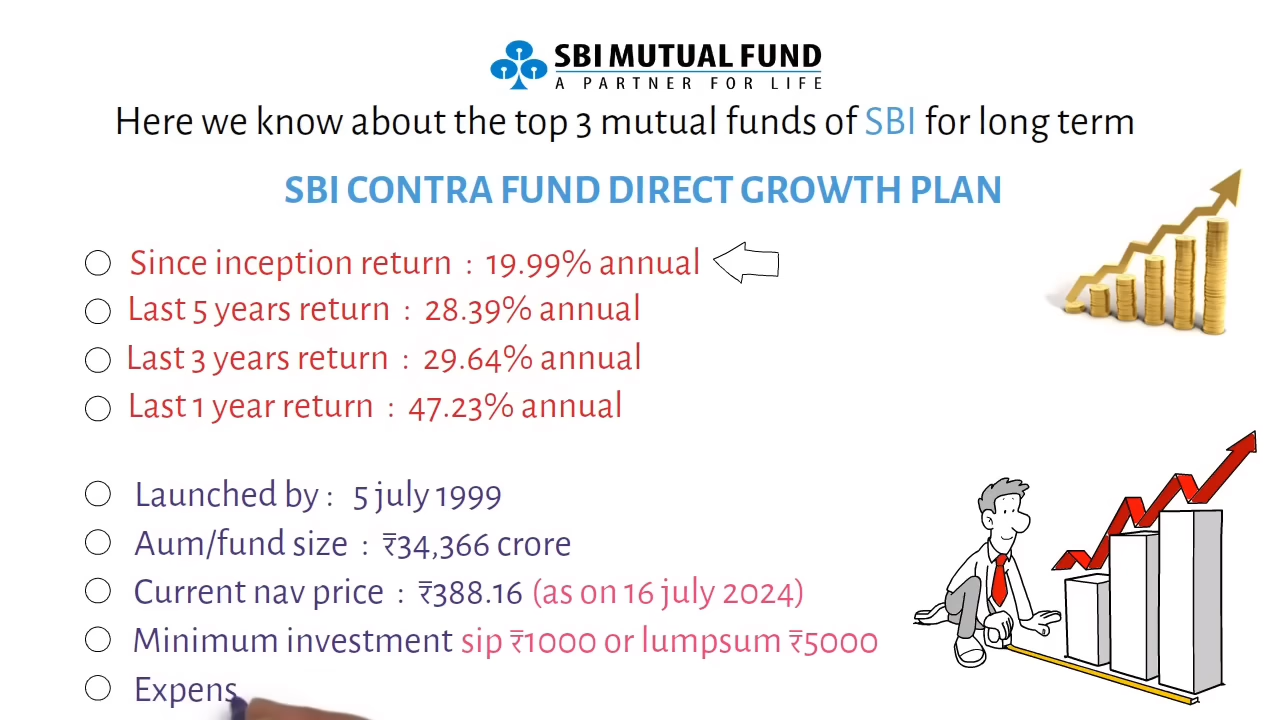 SBI MUTUAL FUND
A PARTNER FOR LIFE
Here we know about the top 3 mutual funds of SBI for long term
SBI CONTRA FUND DIRECT GROWTH PLAN
Since inception return : 19.99% annual
Last 5 years return : 28.39% annual
Last 3 years return : 29.64% annual
Last 1 year return : 47.23% annual
Launched by : 5 july 1999
Aum/fund size : ₹34,366 crore
Current nav price : ₹388.16 (as on 16 july 2024)
Minimum investment sip ₹1000 or lumpsum ₹5000
Expens